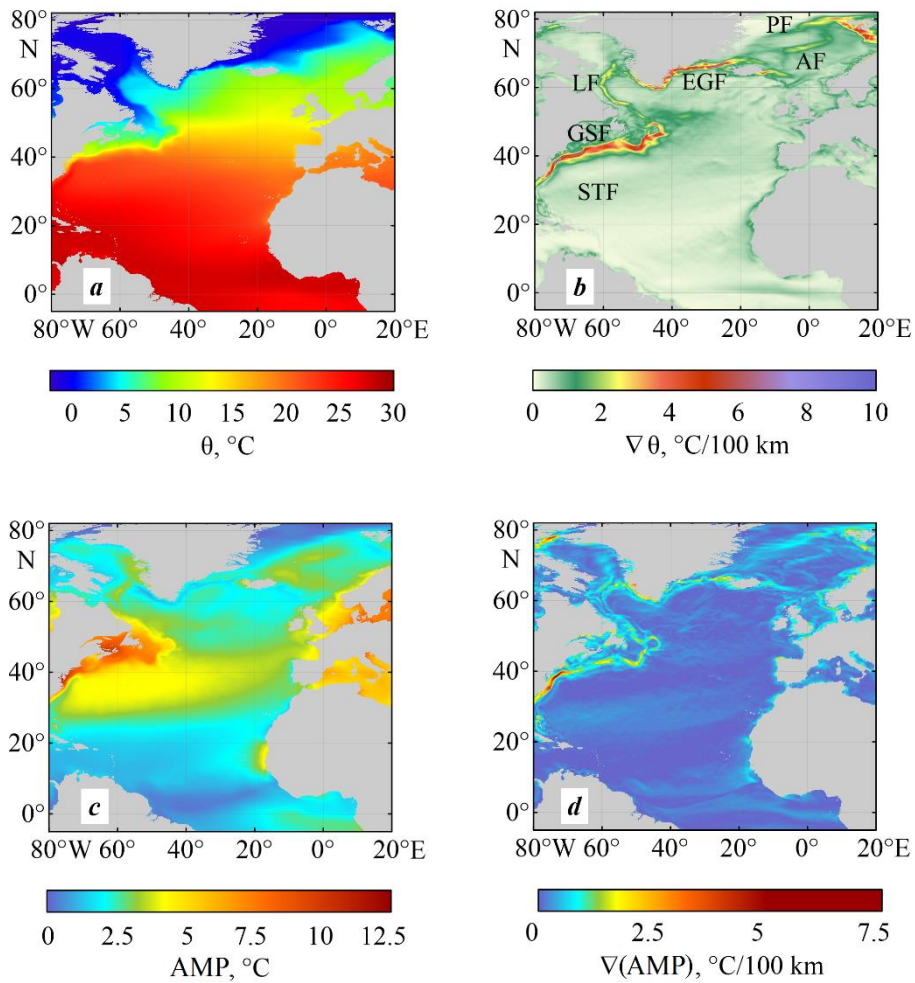 80°
N
60°
40°
20°
0°
a
80°W 60° 40° 20° 0° 20°E
0 5 10 15 20 25 30
θ, °C
80°
N
60°
40°
20°
0°
PF
AF
LF
EGF
GSF
STF
b
80°W 60° 40° 20° 0° 20°E
0 2 4 6 8 10
∇ θ, °C/100 km
80°
N
60°
40°
20°
0°
c
80°W 60° 40° 20° 0° 20°E
0 2.5 5 7.5 10 12.5
AMP, °C
80°
N
60°
40°
20°
0°
d
80°W 60° 40° 20° 0° 20°E
0 2.5 5 7.5
∇(AMP), °C/100 km